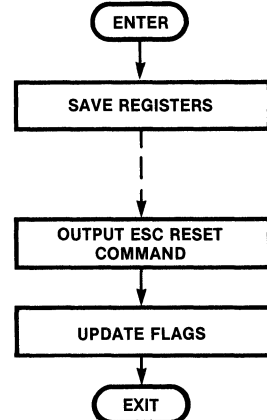 ENTER
SAVE REGISTERS
OUTPUT ESC RESET
COMMAND
UPDATE FLAGS
EXIT